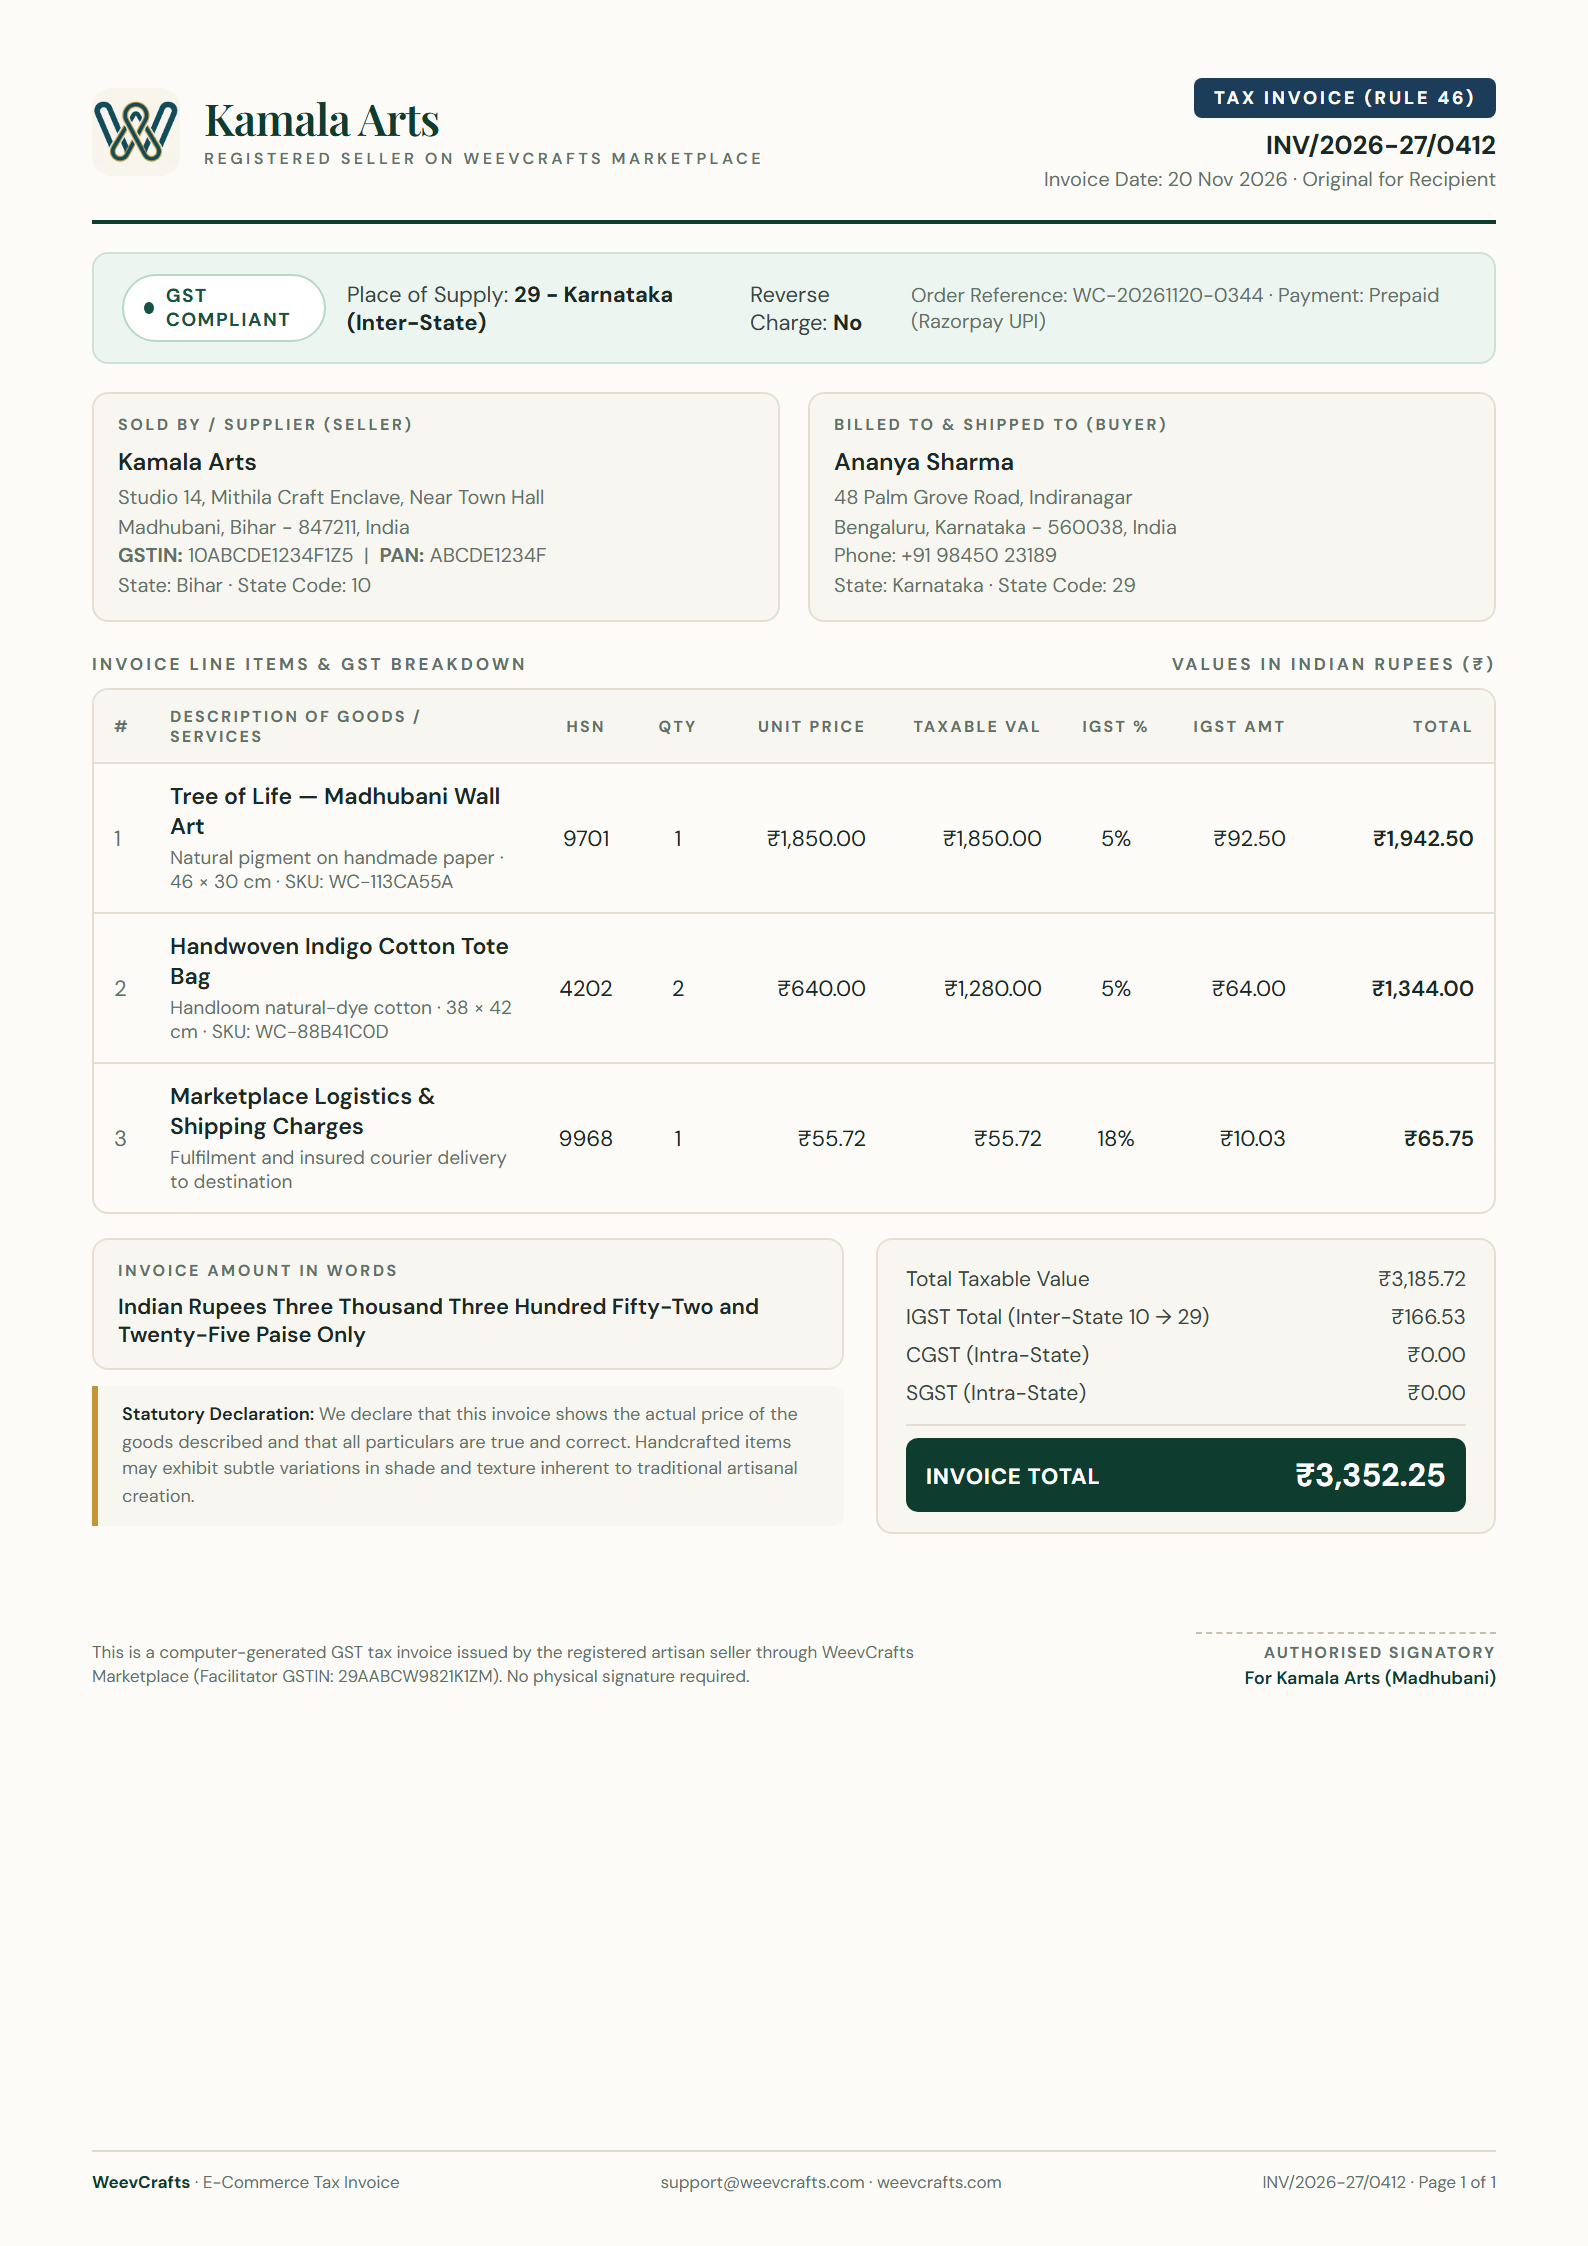 Kamala Arts
REGISTERED SELLER ON WEEVCRAFTS MARKETPLACE
TAX INVOICE (RULE 46)
INV/2026-27/0412
Invoice Date: 20 Nov 2026 · Original for Recipient
GST
COMPLIANT
Place of Supply: 29 - Karnataka
(Inter-State)
Reverse
Charge: No
Order Reference: WC-20261120-0344 · Payment: Prepaid
(Razorpay UPI)
SOLD BY / SUPPLIER (SELLER)
Kamala Arts
Studio 14, Mithila Craft Enclave, Near Town Hall
Madhubani, Bihar - 847211, India
GSTIN: 10ABCDE1234F1Z5 | PAN: ABCDE1234F
State: Bihar · State Code: 10
BILLED TO & SHIPPED TO (BUYER)
Ananya Sharma
48 Palm Grove Road, Indiranagar
Bengaluru, Karnataka - 560038, India
Phone: +91 98450 23189
State: Karnataka · State Code: 29
INVOICE LINE ITEMS & GST BREAKDOWN
VALUES IN INDIAN RUPEES (₹)
# DESCRIPTION OF GOODS / SERVICES HSN QTY UNIT PRICE TAXABLE VAL IGST % IGST AMT TOTAL
Tree of Life — Madhubani Wall
Art
1 9701 1 ₹1,850.00 ₹1,850.00 5% ₹92.50 ₹1,942.50
Natural pigment on handmade paper ·
46 × 30 cm · SKU: WC-113CA55A
Handwoven Indigo Cotton Tote
Bag
2 4202 2 ₹640.00 ₹1,280.00 5% ₹64.00 ₹1,344.00
Handloom natural-dye cotton · 38 × 42
cm · SKU: WC-88B41C0D
Marketplace Logistics &
Shipping Charges
3 9968 1 ₹55.72 ₹55.72 18% ₹10.03 ₹65.75
Fulfilment and insured courier delivery
to destination
INVOICE AMOUNT IN WORDS
Indian Rupees Three Thousand Three Hundred Fifty-Two and
Twenty-Five Paise Only
Statutory Declaration: We declare that this invoice shows the actual price of the
goods described and that all particulars are true and correct. Handcrafted items
may exhibit subtle variations in shade and texture inherent to traditional artisanal
creation.
Total Taxable Value ₹3,185.72
IGST Total (Inter-State 10 → 29) ₹166.53
CGST (Intra-State) ₹0.00
SGST (Intra-State) ₹0.00
INVOICE TOTAL ₹3,352.25
This is a computer-generated GST tax invoice issued by the registered artisan seller through WeevCrafts
Marketplace (Facilitator GSTIN: 29AABCW9821K1ZM). No physical signature required.
AUTHORISED SIGNATORY
For Kamala Arts (Madhubani)
WeevCrafts · E-Commerce Tax Invoice
support@weevcrafts.com · weevcrafts.com
INV/2026-27/0412 · Page 1 of 1